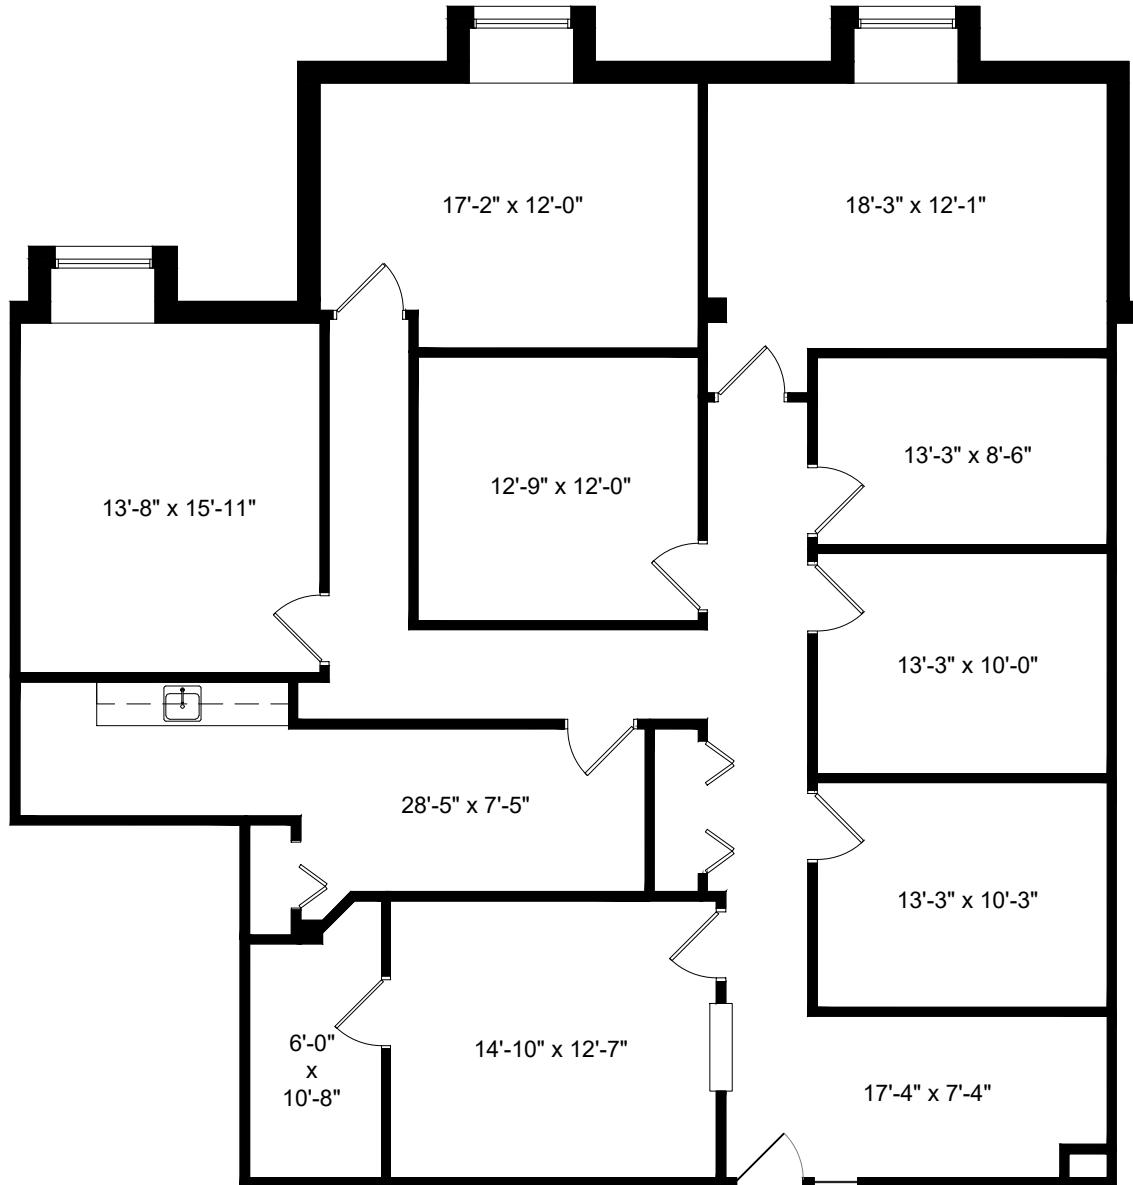 17'-2" x 12'-0"
18'-3" x 12'-1"
13'-3" x 8'-6"
12'-9" x 12'-0"
13'-8" x 15'-11"
13'-3" x 10'-0"
28'-5" x 7'-5"
13'-3" x 10'-3"
6'-0"
x
10'-8"
14'-10" x 12'-7"
17'-4" x 7'-4"